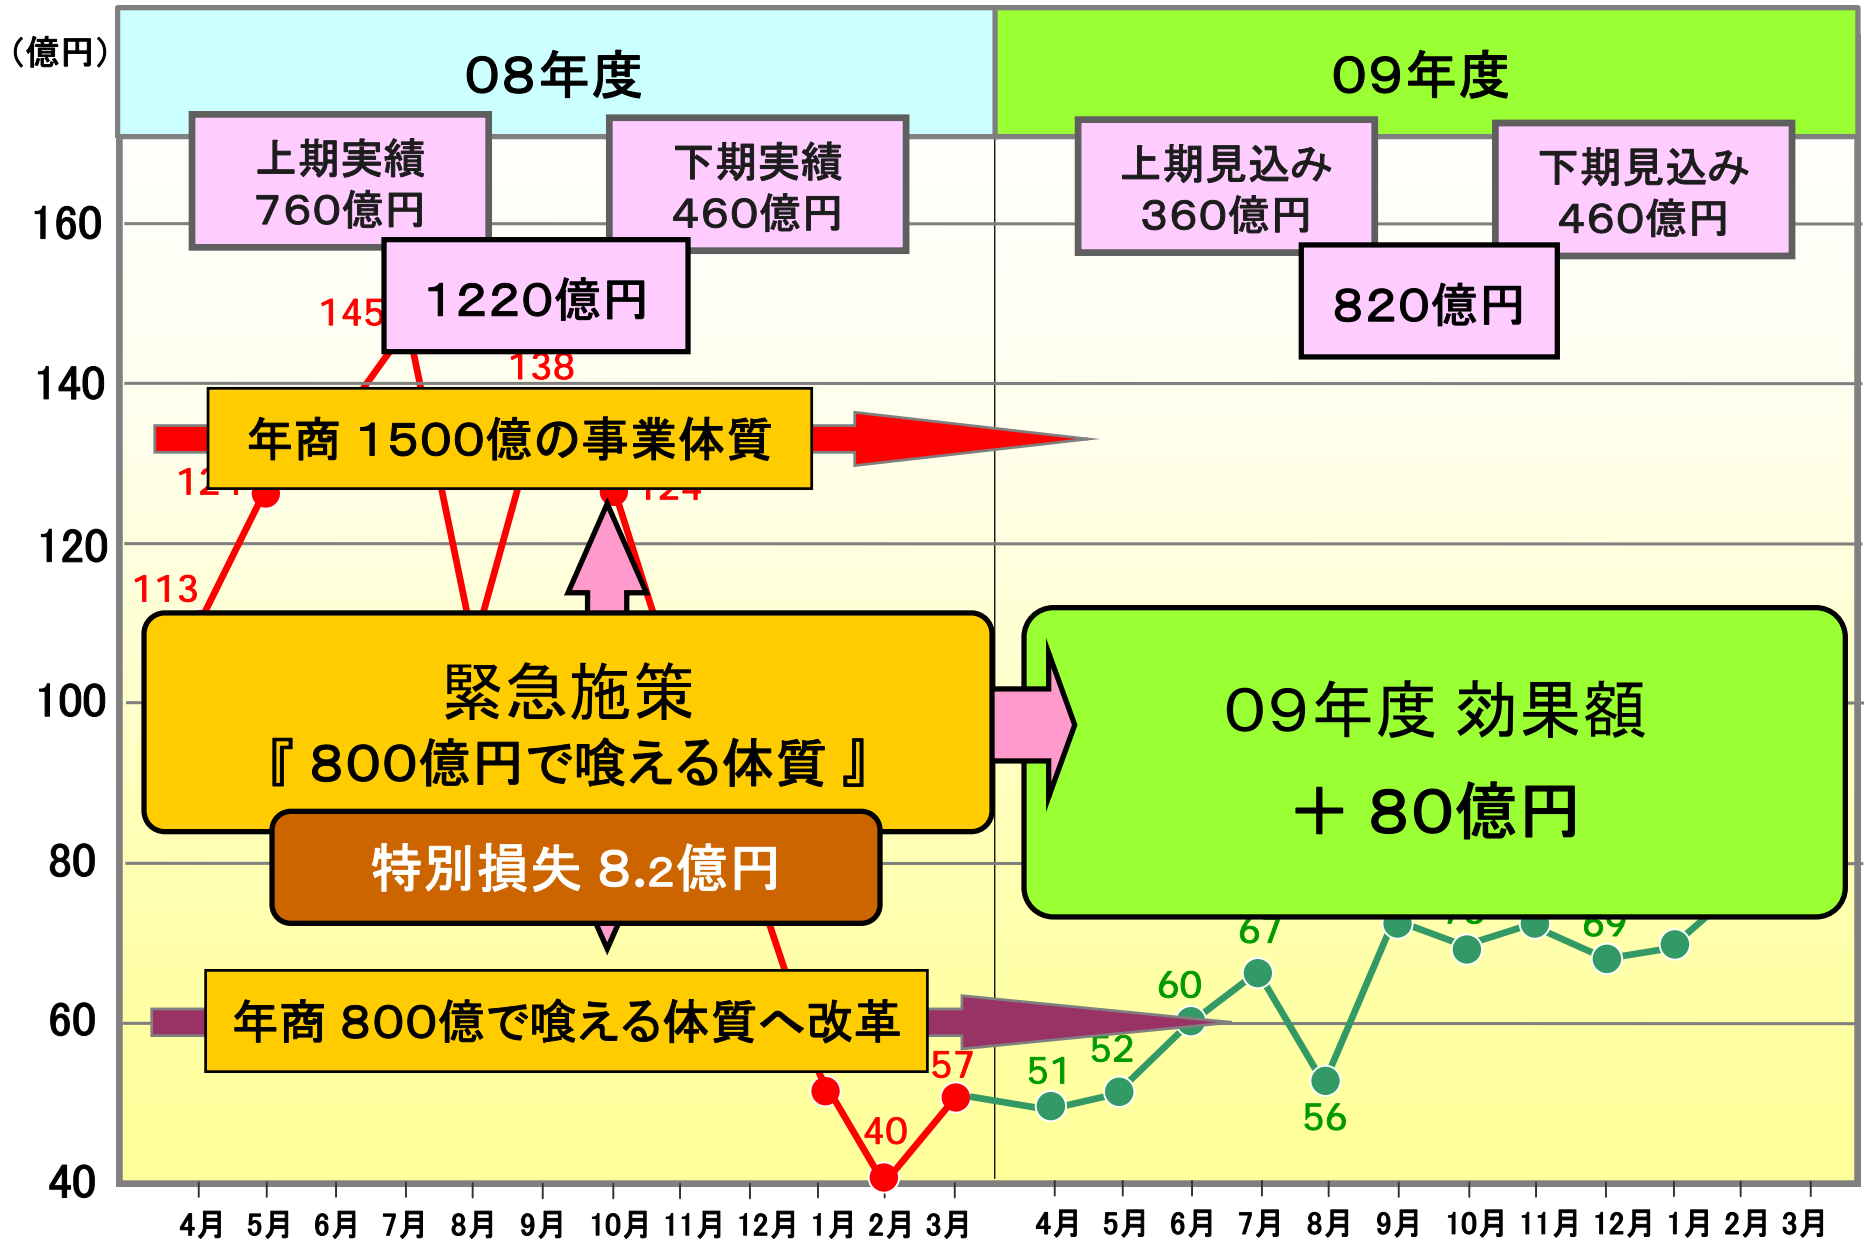 (億円)
08年度
09年度
上期実績
760億円
下期実績
460億円
上期見込み
360億円
下期見込み
460億円
1220億円
820億円
160
140
120
100
80
60
40
145
138
年商 1500億の事業体質
124
113
緊急施策
『 800億円で喰える体質 』
特別損失 8.2億円
09年度 効果額
＋ 80億円
年商 800億で喰える体質へ改革
57
40
51
52
60
67
56
69
4月 5月 6月 7月 8月 9月 10月 11月 12月 1月 2月 3月
4月 5月 6月 7月 8月 9月 10月 11月 12月 1月 2月 3月